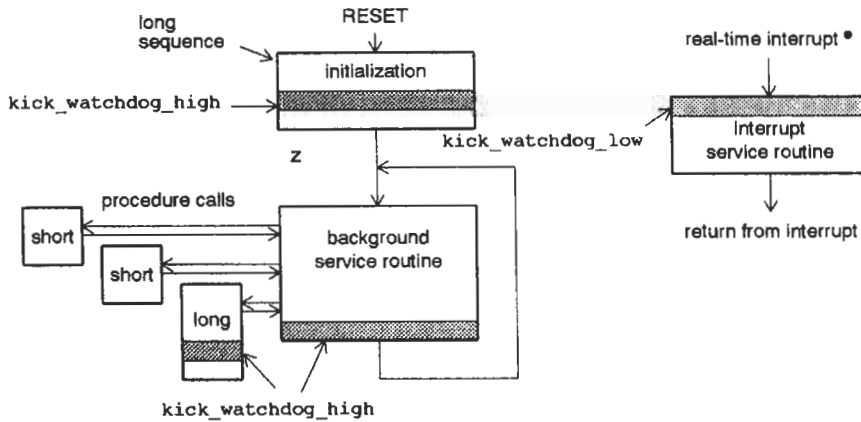 long
sequence
RESET
initialization
kick_watchdog_high
z
real-time interrupt
kick_watchdog_low
Interrupt
service routine
return from interrupt
procedure calls
short
short
long
background
service routine
kick_watchdog_high